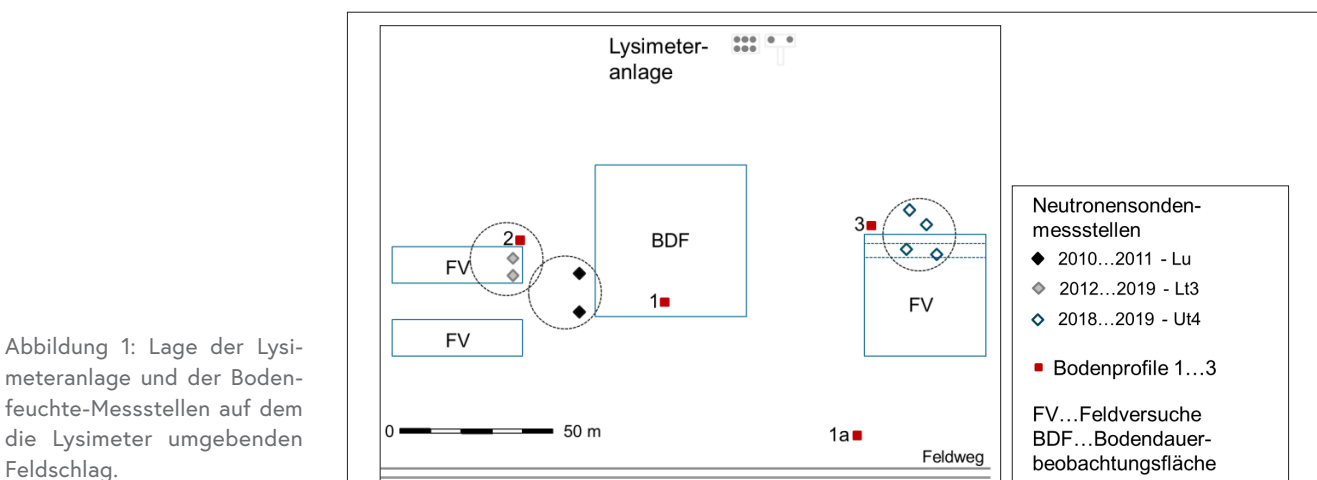 Abbildung 1: Lage der Lysi-
meteranlage und der Boden-
feuchte-Messstellen auf dem
die Lysimeter umgebenden
Feldschlag.
Lysimeter-
anlage
2
FV
FV
BDF
1
3
FV
0
50 m
1a
Feldweg
Neutronensonden-
messstellen
2010...2011 - Lu
2012...2019 - Lt3
2018...2019 - Ut4
Bodenprofile 1...3
FV...Feldversuche
BDF...Bodendauer-
beobachtungsfläche